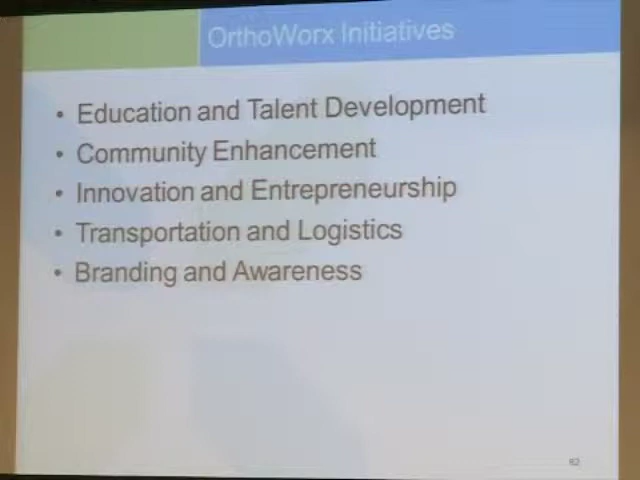 OrthoWorx Initiatives
• Education and Talent Development
• Community Enhancement
• Innovation and Entrepreneurship
• Transportation and Logistics
• Branding and Awareness